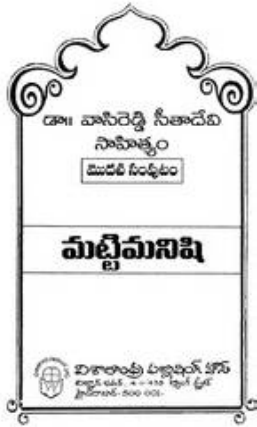 డా॥ వాసిరెడ్డి సీతాదేవి
సాహిత్యం
మొదటి సంపుటం
మట్టిమనిషి
విశాలాంధ్ర పబ్లిషింగ్ హౌస్
హైదరాబాద్-500 001.